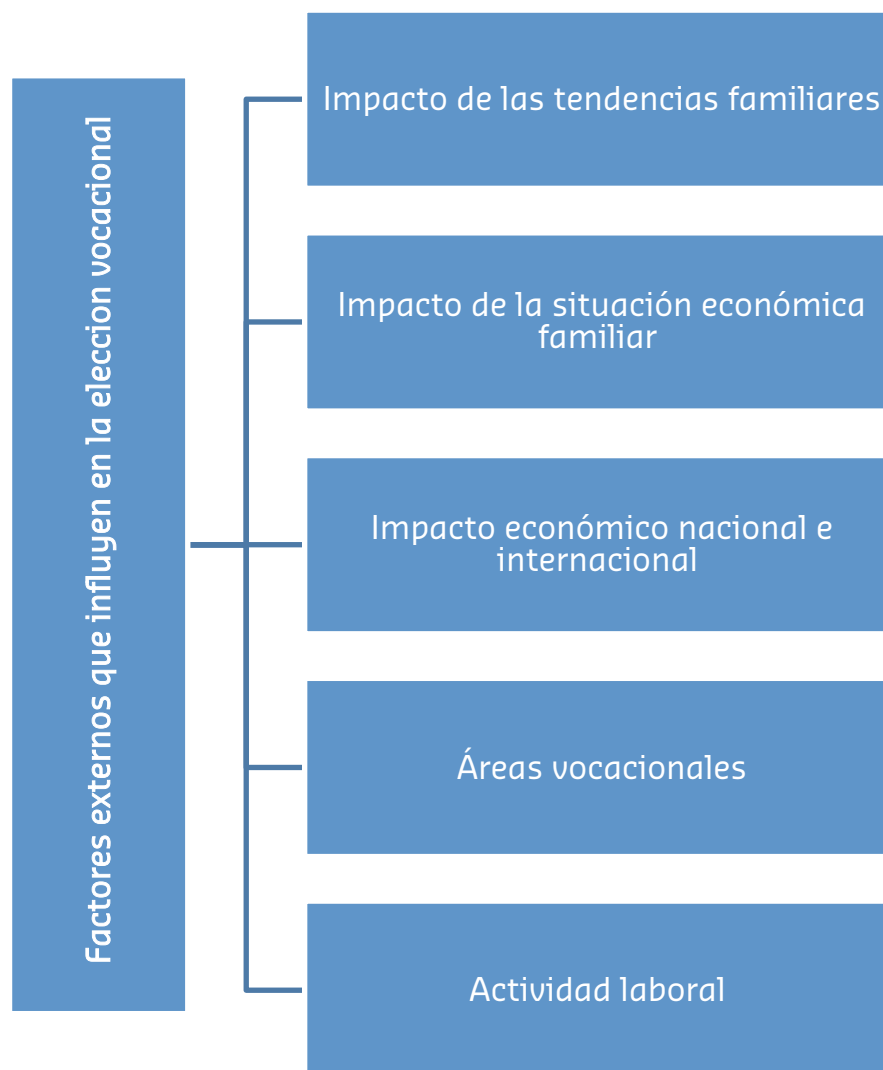 Factores externos que influyen en la eleccion vocacional
Impacto de las tendencias familiares
Impacto de la situación económica
familiar
Impacto económico nacional e
internacional
Áreas vocacionales
Actividad laboral